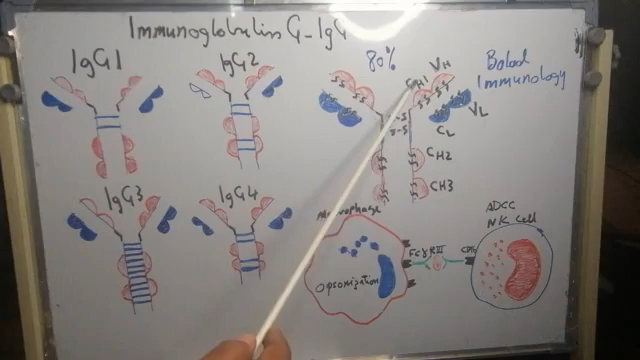 Immunoglobulins G-IgG
IgG1
IgG2
80%
CH1
VH
Balad
Immunology
VL
CL
S-S
S-S
CH2
CH3
IgG3
IgG4
Macrophage
Opsonization
FcγRIII
ADCC
NK Cell